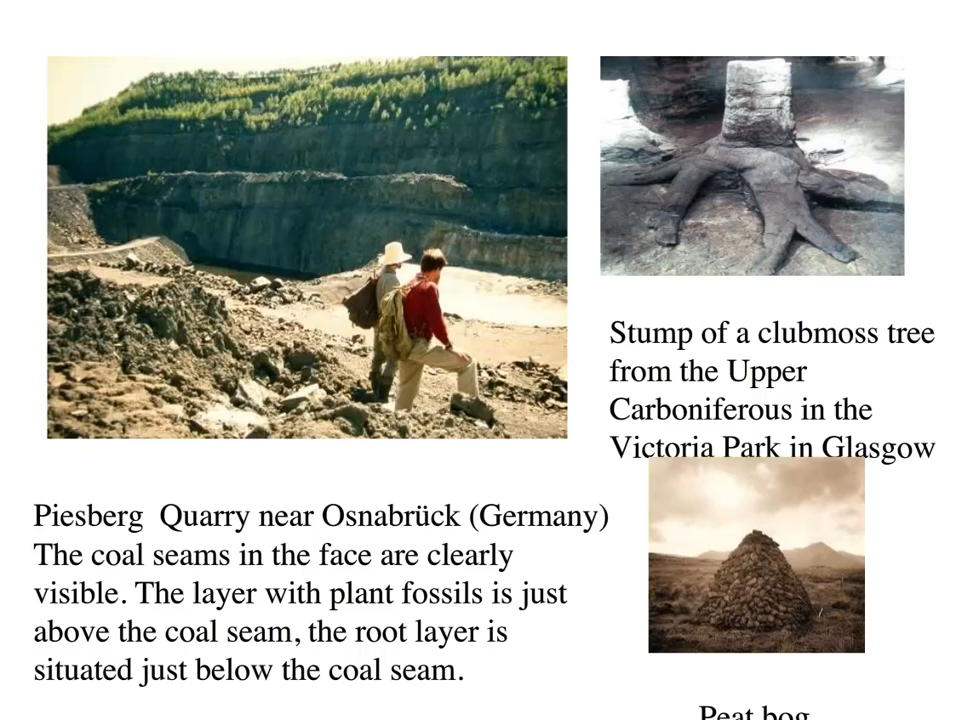 Stump of a clubmoss tree
from the Upper
Carboniferous in the
Victoria Park in Glasgow
Piesberg  Quarry near Osnabrück (Germany)
The coal seams in the face are clearly
visible. The layer with plant fossils is just
above the coal seam, the root layer is
situated just below the coal seam.
Peat bog